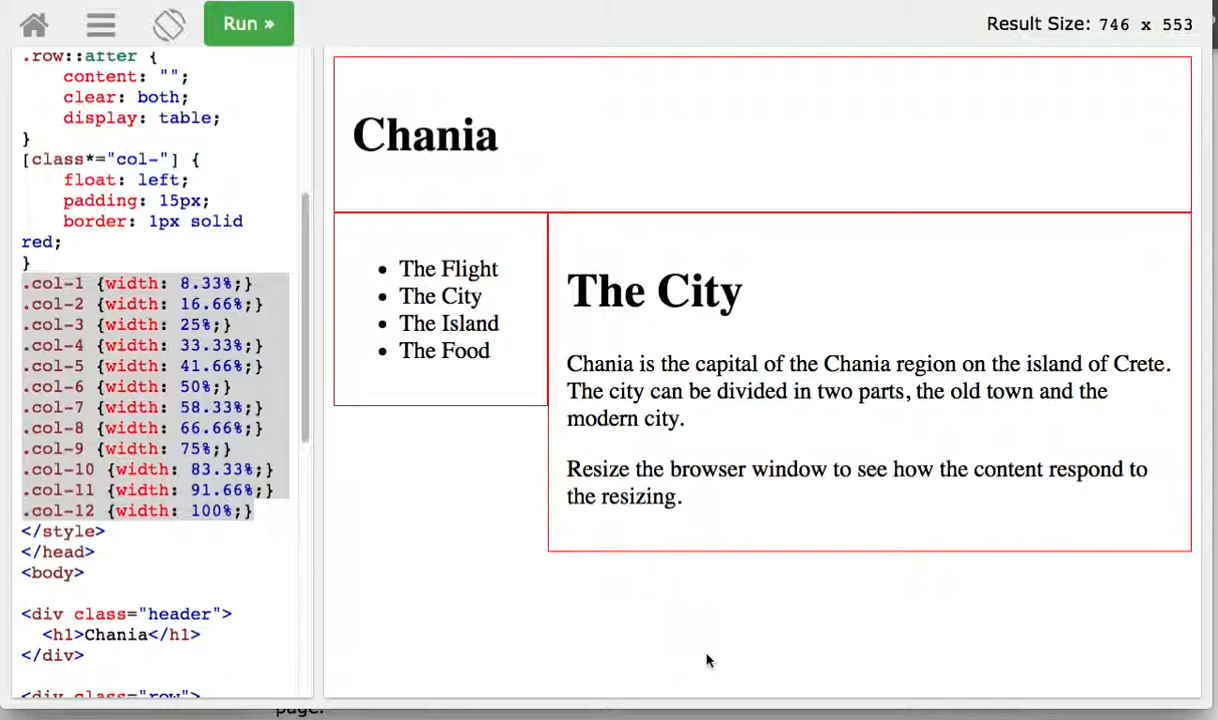 Run »
Result Size: 746 x 553
.row::after {
content: "";
clear: both;
display: table;
}
[class*="col-"] {
float: left;
padding: 15px;
border: 1px solid
red;
}
.col-1 {width: 8.33%;}
.col-2 {width: 16.66%;}
.col-3 {width: 25%;}
.col-4 {width: 33.33%;}
.col-5 {width: 41.66%;}
.col-6 {width: 50%;}
.col-7 {width: 58.33%;}
.col-8 {width: 66.66%;}
.col-9 {width: 75%;}
.col-10 {width: 83.33%;}
.col-11 {width: 91.66%;}
.col-12 {width: 100%;}
</style>
</head>
<body>
<div class="header">
<h1>Chania</h1>
</div>
<div class="row">
Chania
• The Flight
• The City
• The Island
• The Food
The City
Chania is the capital of the Chania region on the island of Crete.
The city can be divided in two parts, the old town and the
modern city.
Resize the browser window to see how the content respond to
the resizing.
page.